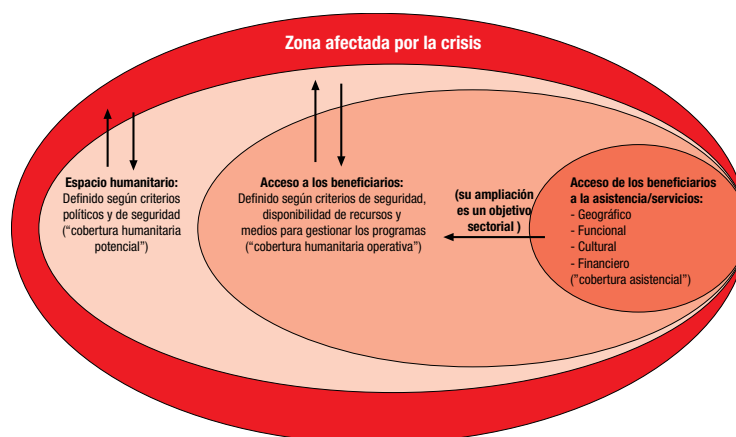 Zona afectada por la crisis
Espacio humanitario:
Definido según criterios
políticos y de seguridad
(“cobertura humanitaria
potencial”)
Acceso a los beneficiarios:
Definido según criterios de seguridad,
disponibilidad de recursos y
medios para gestionar los programas
(“cobertura humanitaria operativa”)
(su ampliación
es un objetivo
sectorial )
Acceso de los beneficiarios
a la asistencia/servicios:
- Geográfico
- Funcional
- Cultural
- Financiero
(”cobertura asistencial”)